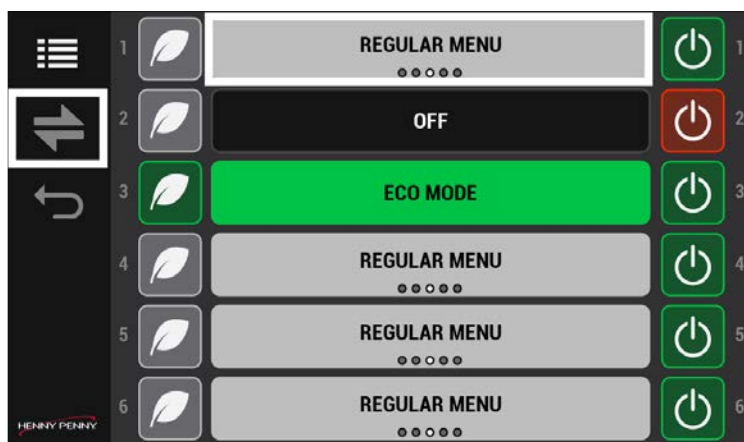 1 REGULAR MENU 1
2 OFF 2
3 ECO MODE 3
4 REGULAR MENU 4
5 REGULAR MENU 5
6 REGULAR MENU 6
HENNY PENNY